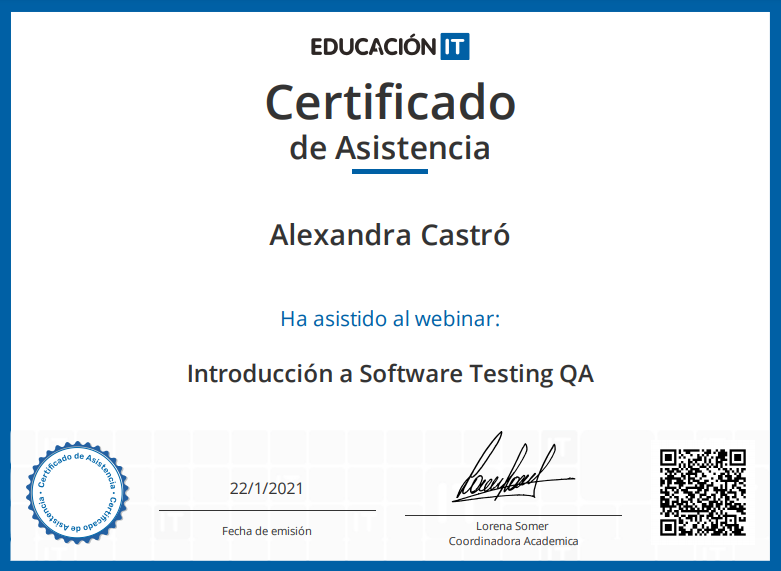 EDUCACIÓN IT
Certificado
de Asistencia
Alexandra Castró
Ha asistido al webinar:
Introducción a Software Testing QA
Certificado de Asistencia • Certificado de Asistencia •
22/1/2021
Fecha de emisión
Lorena Somer
Coordinadora Academica